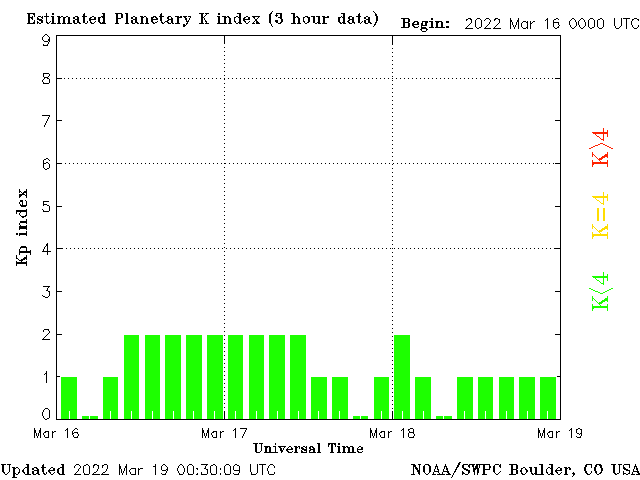 Estimated Planetary K index (3 hour data)
Begin: 2022 Mar 16 0000 UTC
9
8
7
6
5
4
3
2
1
0
Kp index
K>4
K=4
K<4
Mar 16
Mar 17
Mar 18
Mar 19
Universal Time
Updated 2022 Mar 19 00:30:09 UTC
NOAA/SWPC Boulder, CO USA